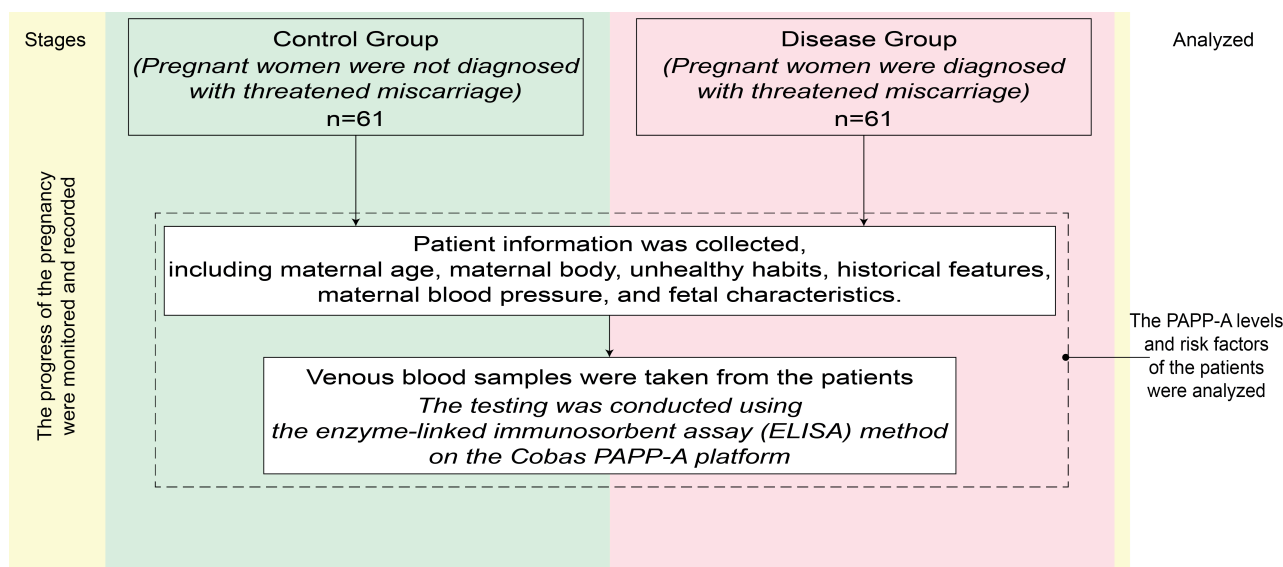 Stages
Control Group
(Pregnant women were not diagnosed
with threatened miscarriage)
n=61
Disease Group
(Pregnant women were diagnosed
with threatened miscarriage)
n=61
Analyzed
The progress of the pregnancy
were monitored and recorded
Patient information was collected,
including maternal age, maternal body, unhealthy habits, historical features,
maternal blood pressure, and fetal characteristics.
Venous blood samples were taken from the patients
The testing was conducted using
the enzyme-linked immunosorbent assay (ELISA) method
on the Cobas PAPP-A platform
The PAPP-A levels
and risk factors
of the patients
were analyzed